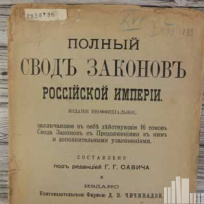 ПОЛНЫЙ
СВОДЪ ЗАКОНОВЪ
РОССІЙСКОЙ ИМПЕРІИ.
ИЗДАНІЕ НЕОФФИЦІАЛЬНОЕ,
заключающее въ себѣ дѣйствующіе 16 томовъ
Свода Законовъ съ Продолженіями къ нимъ
и дополнительными узаконеніями.
СОСТАВЛЕНО
подъ редакціей Г. Г. САВИЧА
ИЗДАНО